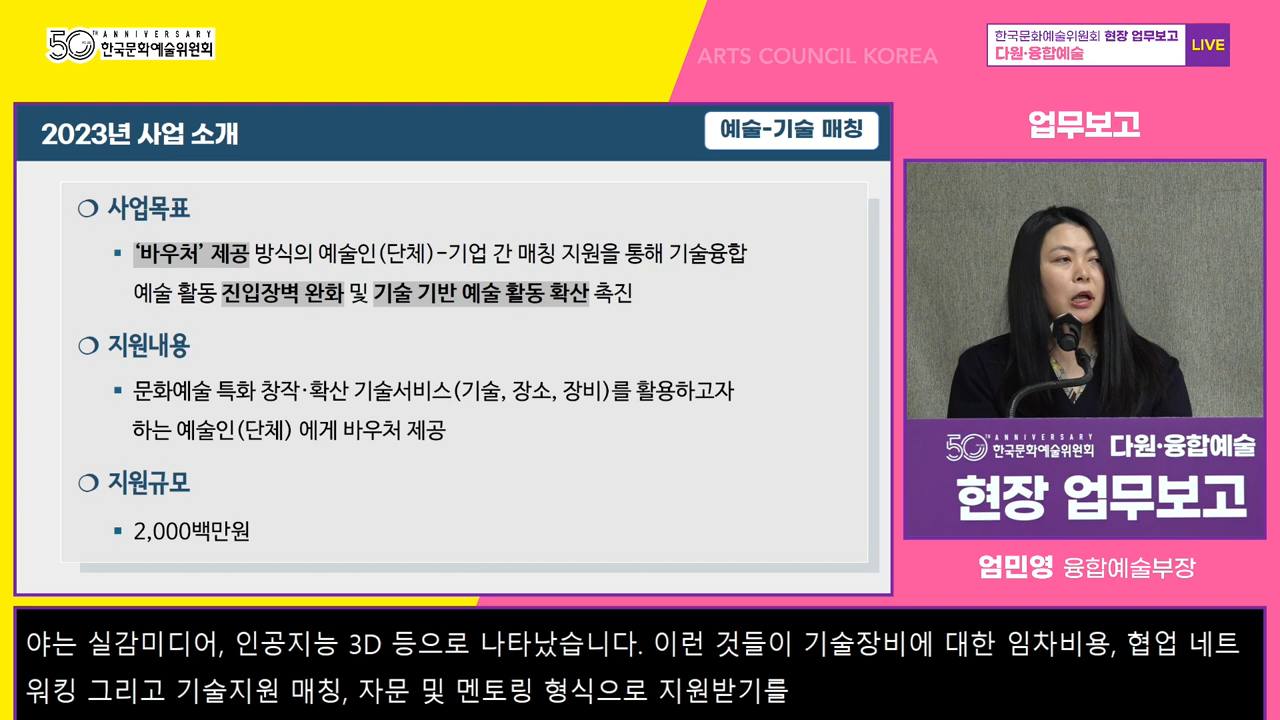 50TH ANNIVERSARY
한국문화예술위원회
ARTS COUNCIL KOREA
한국문화예술위원회 현장 업무보고
다원·융합예술
LIVE
2023년 사업 소개
예술-기술 매칭
❍ 사업목표
▪ ‘바우처’ 제공 방식의 예술인(단체)-기업 간 매칭 지원을 통해 기술융합
예술 활동 진입장벽 완화 및 기술 기반 예술 활동 확산 촉진
❍ 지원내용
▪ 문화예술 특화 창작·확산 기술서비스(기술, 장소, 장비)를 활용하고자
하는 예술인(단체) 에게 바우처 제공
❍ 지원규모
▪ 2,000백만원
업무보고
50TH ANNIVERSARY
한국문화예술위원회
다원·융합예술
현장 업무보고
엄민영 융합예술부장
야는 실감미디어, 인공지능 3D 등으로 나타났습니다. 이런 것들이 기술장비에 대한 임차비용, 협업 네트
워킹 그리고 기술지원 매칭, 자문 및 멘토링 형식으로 지원받기를